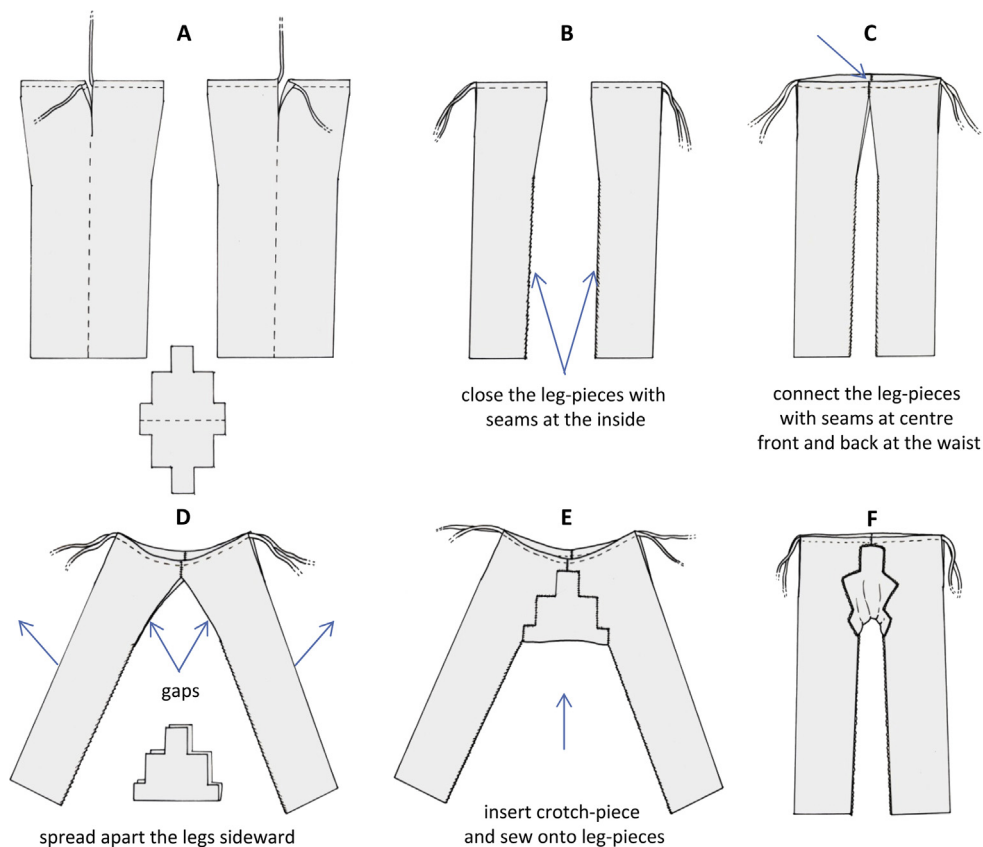 A
B
C
close the leg-pieces with
seams at the inside
connect the leg-pieces
with seams at centre
front and back at the waist
D
E
F
gaps
spread apart the legs sideward
insert crotch-piece
and sew onto leg-pieces